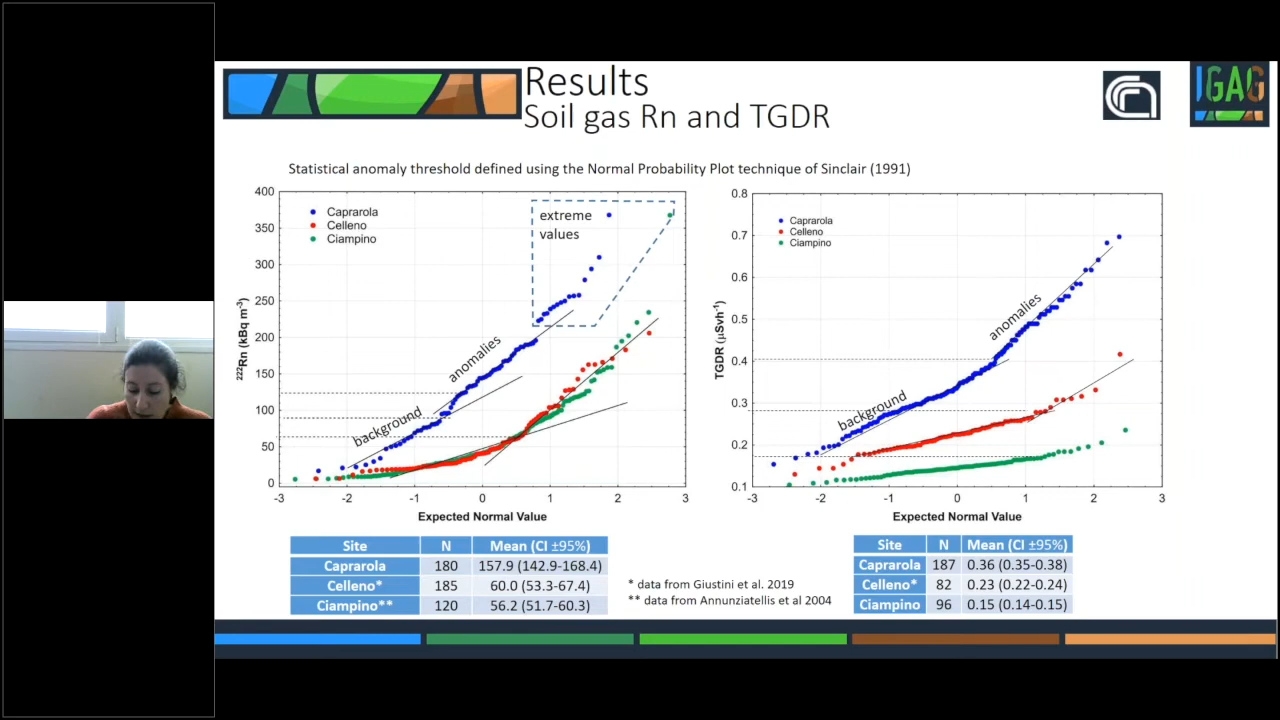 Results
Soil gas Rn and TGDR
IGAG
Statistical anomaly threshold defined using the Normal Probability Plot technique of Sinclair (1991)
400
350
300
250
200
150
100
50
0
²²²Rn (kBq m⁻³)
Caprarola
Celleno
Ciampino
extreme
values
anomalies
background
-3 -2 -1 0 1 2 3
Expected Normal Value
0.8
0.7
0.6
0.5
0.4
0.3
0.2
0.1
TGDR (µSvh⁻¹)
Caprarola
Celleno
Ciampino
anomalies
background
-3 -2 -1 0 1 2 3
Expected Normal Value
Site N Mean (CI ±95%)
Caprarola 180 157.9 (142.9-168.4)
Celleno* 185 60.0 (53.3-67.4)
Ciampino** 120 56.2 (51.7-60.3)
* data from Giustini et al. 2019
** data from Annunziatellis et al 2004
Site N Mean (CI ±95%)
Caprarola 187 0.36 (0.35-0.38)
Celleno* 82 0.23 (0.22-0.24)
Ciampino 96 0.15 (0.14-0.15)